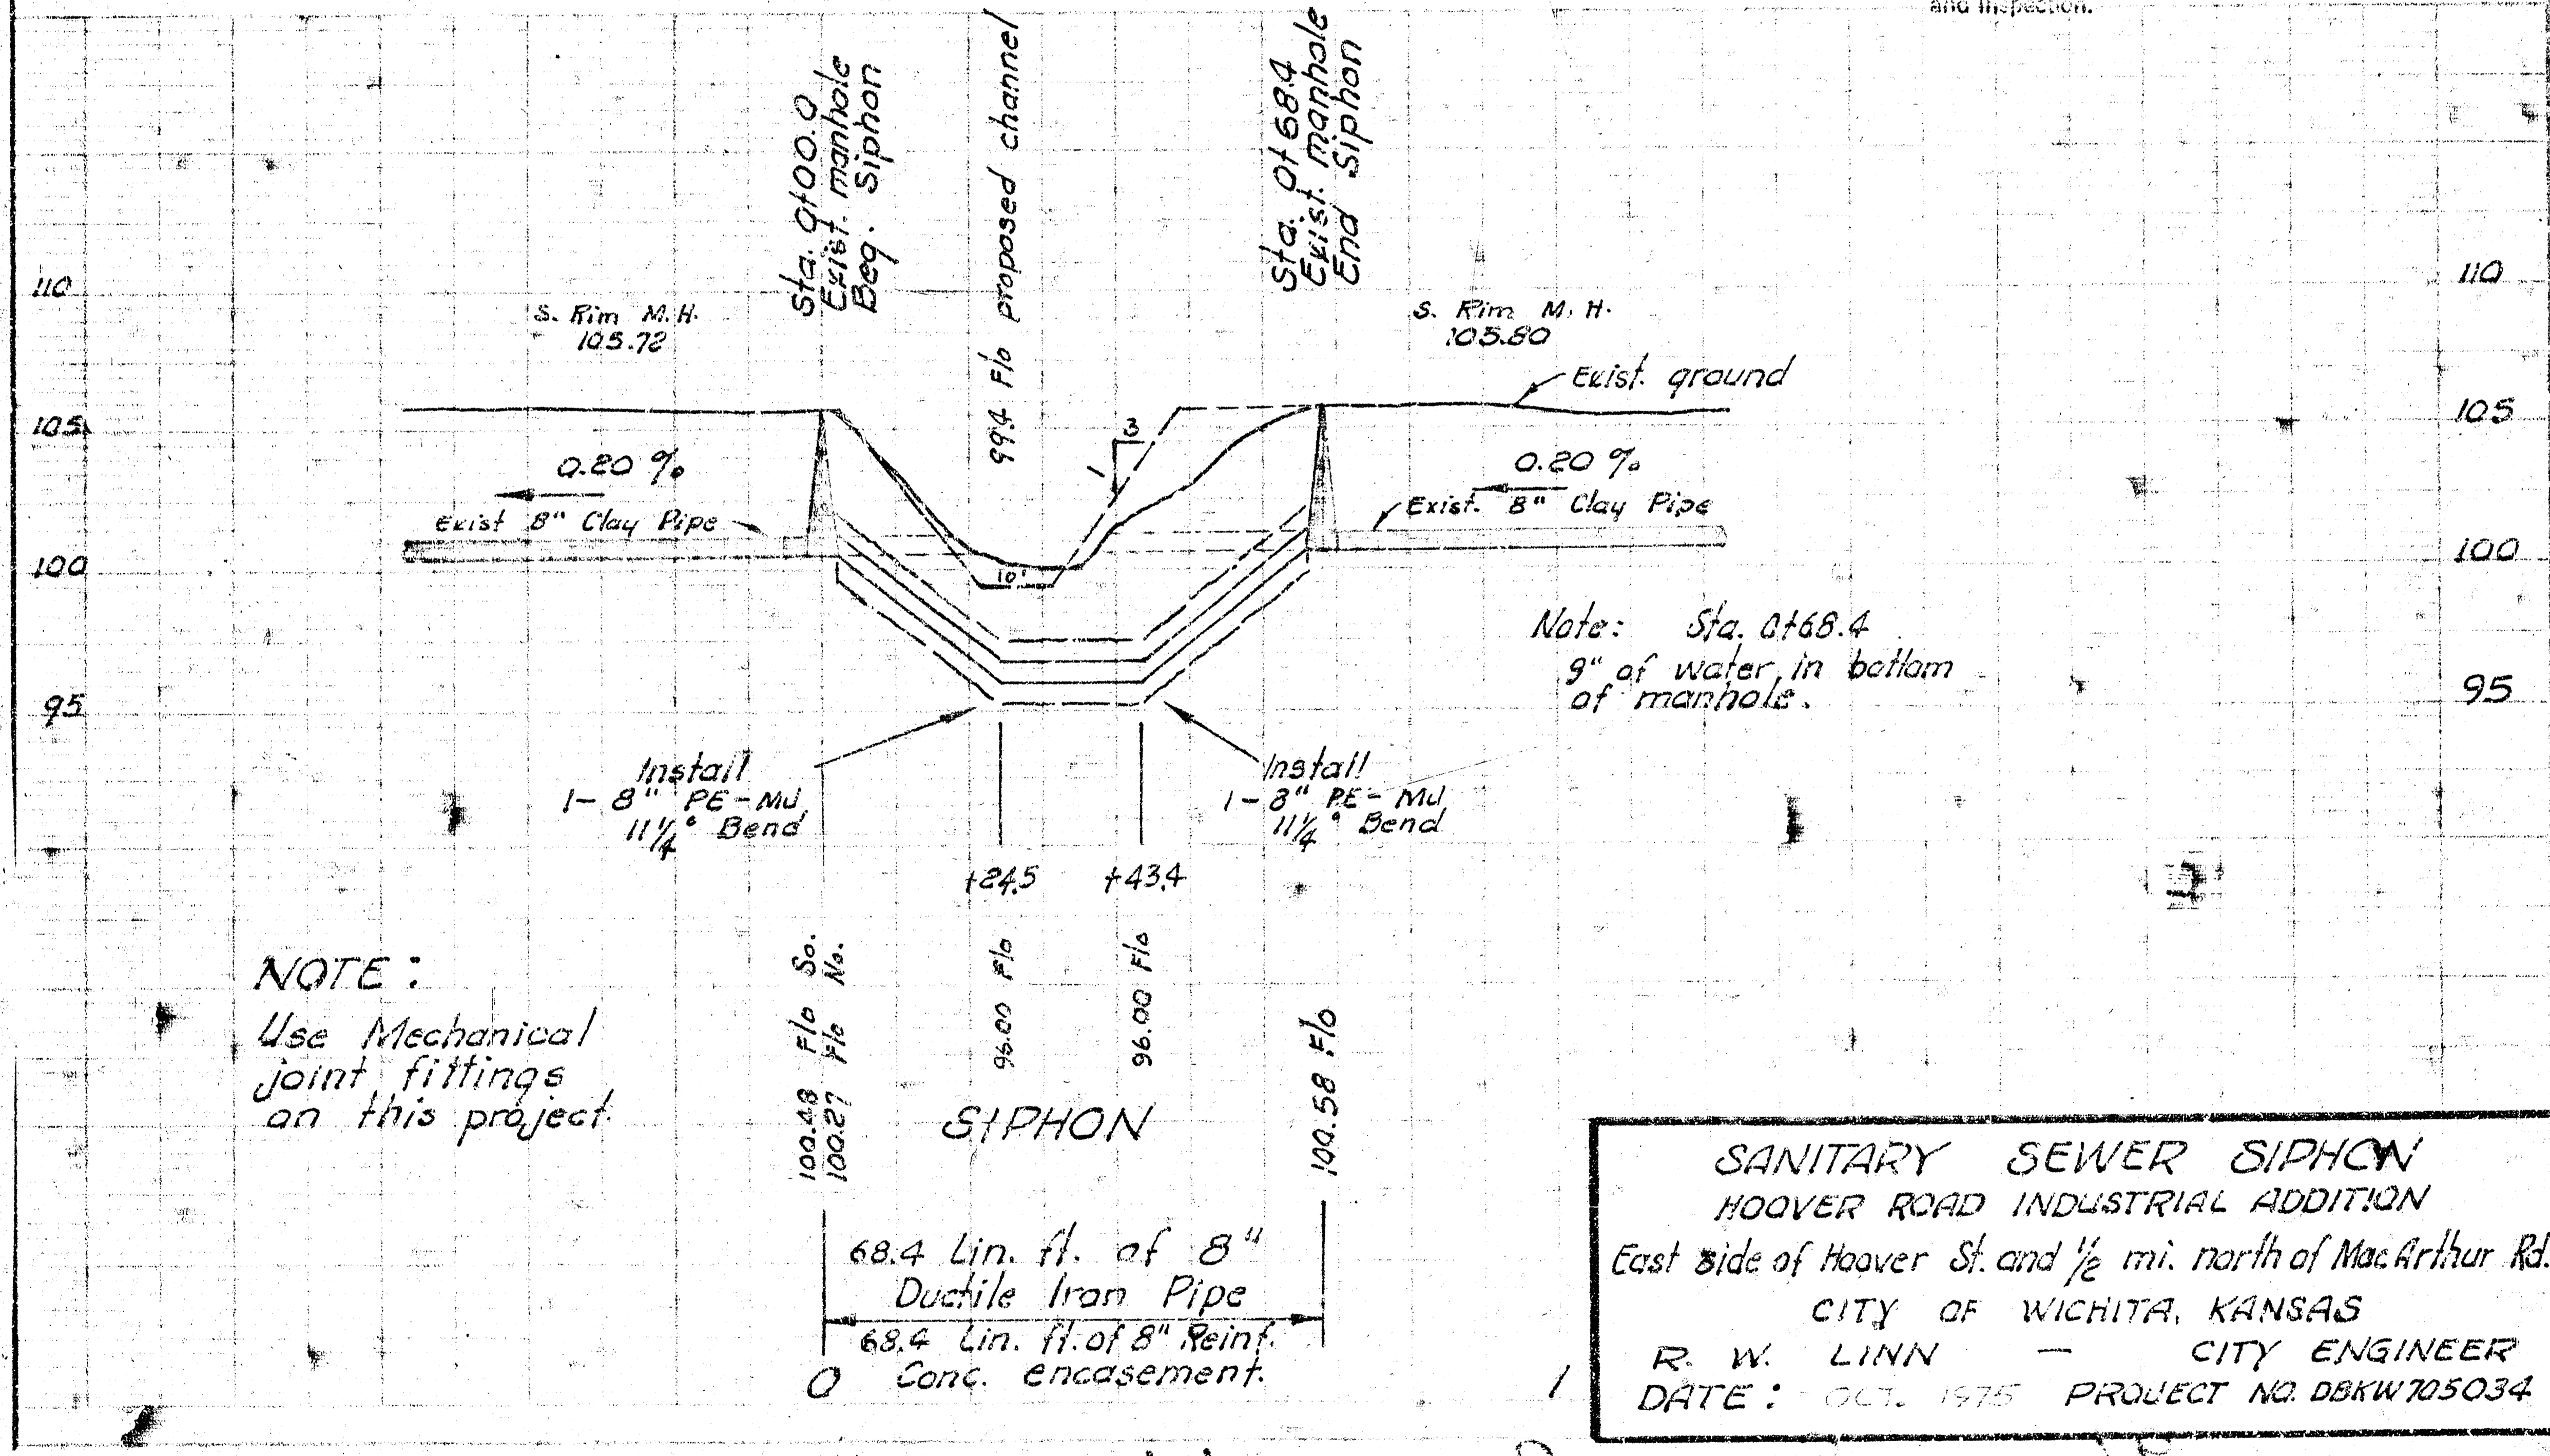 and inspection.
Sta. 0+00.0
Exist. manhole
Beg. Siphon
99.4 F/o proposed channel
Sta. 0+68.4
Exist. manhole
End Siphon
110
110
S. Rim M.H.
105.72
S. Rim M.H.
105.80
Exist. ground
105
105
3
1
0.20 %
0.20 %
Exist 8" Clay Pipe
Exist. 8" Clay Pipe
100
100
10'
Note: Sta. 0+68.4
9" of water in bottom
of manhole.
95
95
Install
1- 8" PE-MJ
11¼° Bend
Install
1- 8" PE-MJ
11¼° Bend
+24.5
+43.4
NOTE:
Use Mechanical
joint fittings
on this project.
100.48 F/o So.
100.27 F/o No.
96.00 F/o
96.00 F/o
100.58 F/o
SIPHON
68.4 Lin. ft. of 8"
Ductile Iron Pipe
68.4 Lin. ft. of 8" Reinf.
Conc. encasement.
0
1
SANITARY SEWER SIPHON
HOOVER ROAD INDUSTRIAL ADDITION
East side of Hoover St. and ½ mi. north of MacArthur Rd.
CITY OF WICHITA, KANSAS
R. W. LINN — CITY ENGINEER
DATE: OCT. 1975 PROJECT NO. DBKW705034